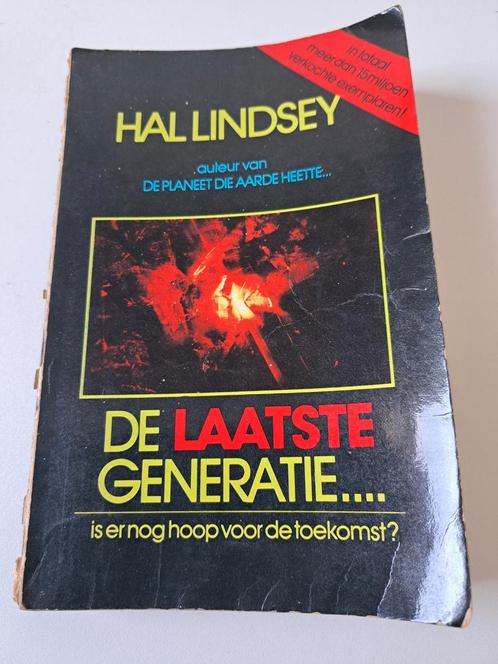 in totaal
meer dan 15 miljoen
verkochte exemplaren!
HAL LINDSEY
auteur van
DE PLANEET DIE AARDE HEETTE...
DE LAATSTE
GENERATIE....
is er nog hoop voor de toekomst?